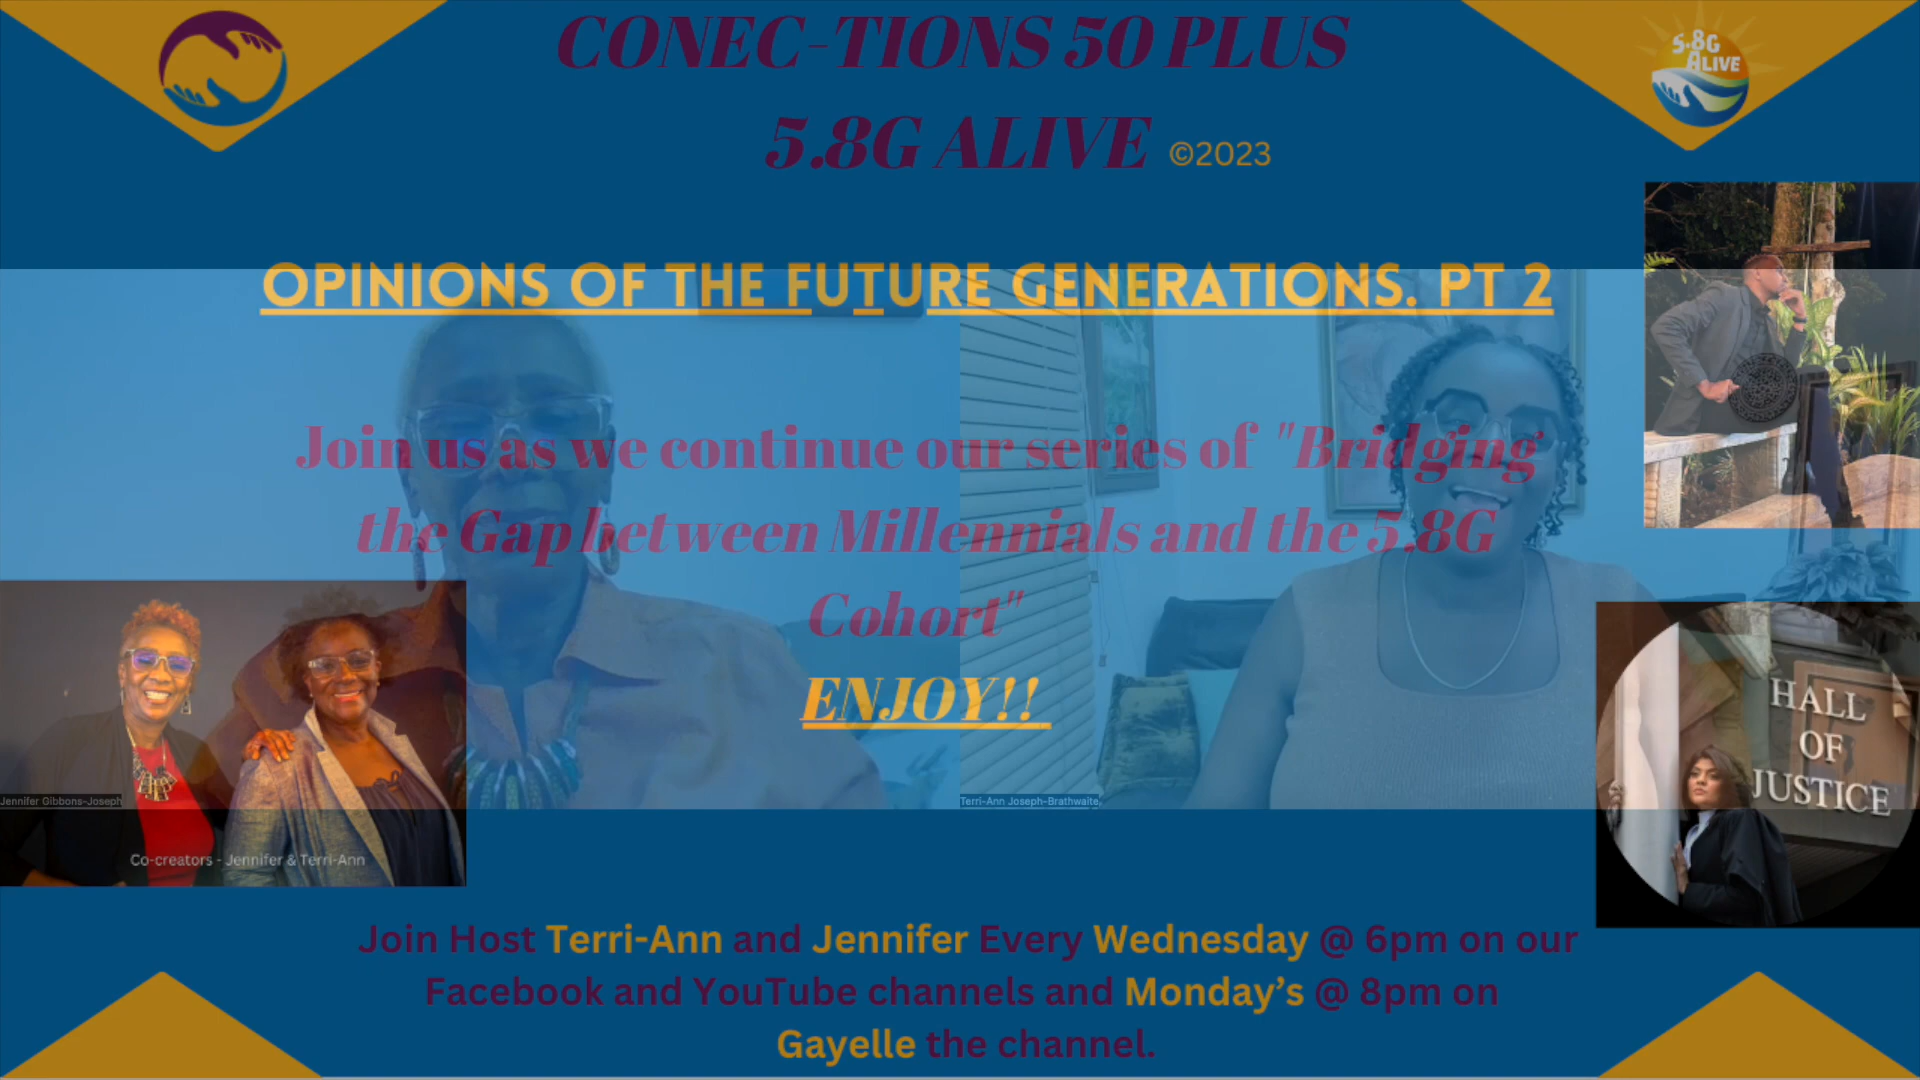 CONEC-TIONS 50 PLUS
5.8G ALIVE ©2023
5.8G
ALIVE
OPINIONS OF THE FUTURE GENERATIONS. PT 2
Join us as we continue our series of "Bridging
the Gap between Millennials and the 5.8G
Cohort"
ENJOY!!
HALL
OF
JUSTICE
Jennifer Gibbons-Joseph
Terri-Ann Joseph-Brathwaite
Co-creators - Jennifer & Terri-Ann
Join Host Terri-Ann and Jennifer Every Wednesday @ 6pm on our
Facebook and YouTube channels and Monday’s @ 8pm on
Gayelle the channel.